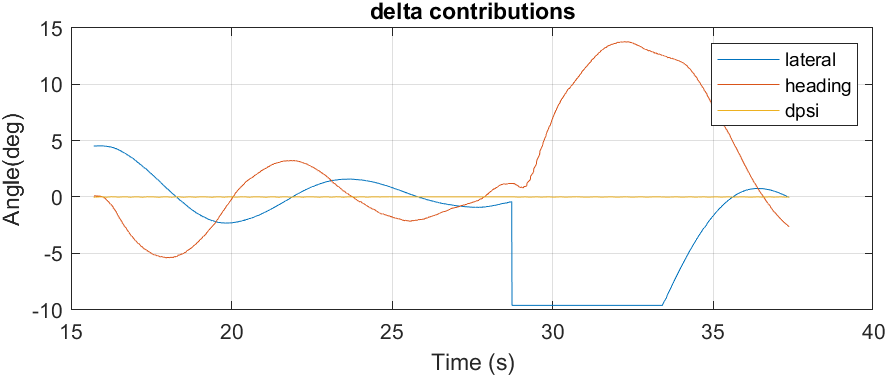 delta contributions
15
10
5
0
-5
-10
Angle(deg)
lateral
heading
dpsi
15 20 25 30 35 40
Time (s)